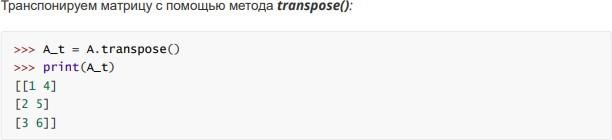 Транспонируем матрицу с помощью метода transpose():
>>> A_t = A.transpose()
>>> print(A_t)
[[1 4]
[2 5]
[3 6]]